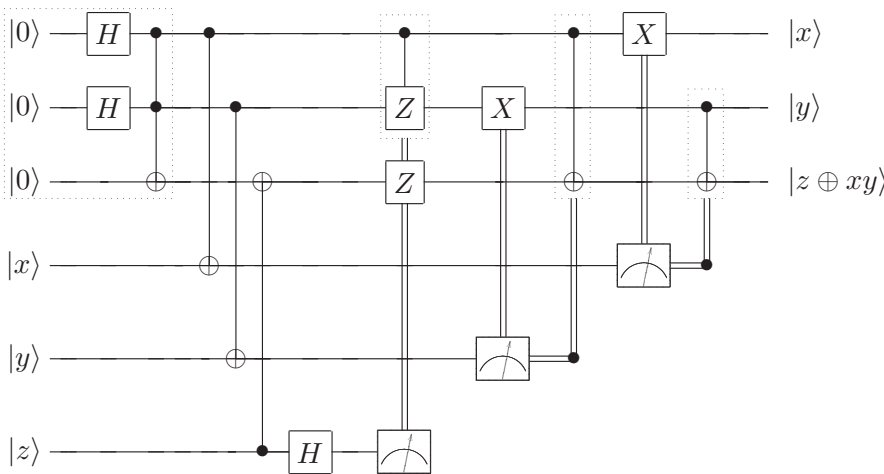 |0⟩ H X |x⟩
|0⟩ H Z X |y⟩
|0⟩ Z |z ⊕ xy⟩
|x⟩
|y⟩
|z⟩ H